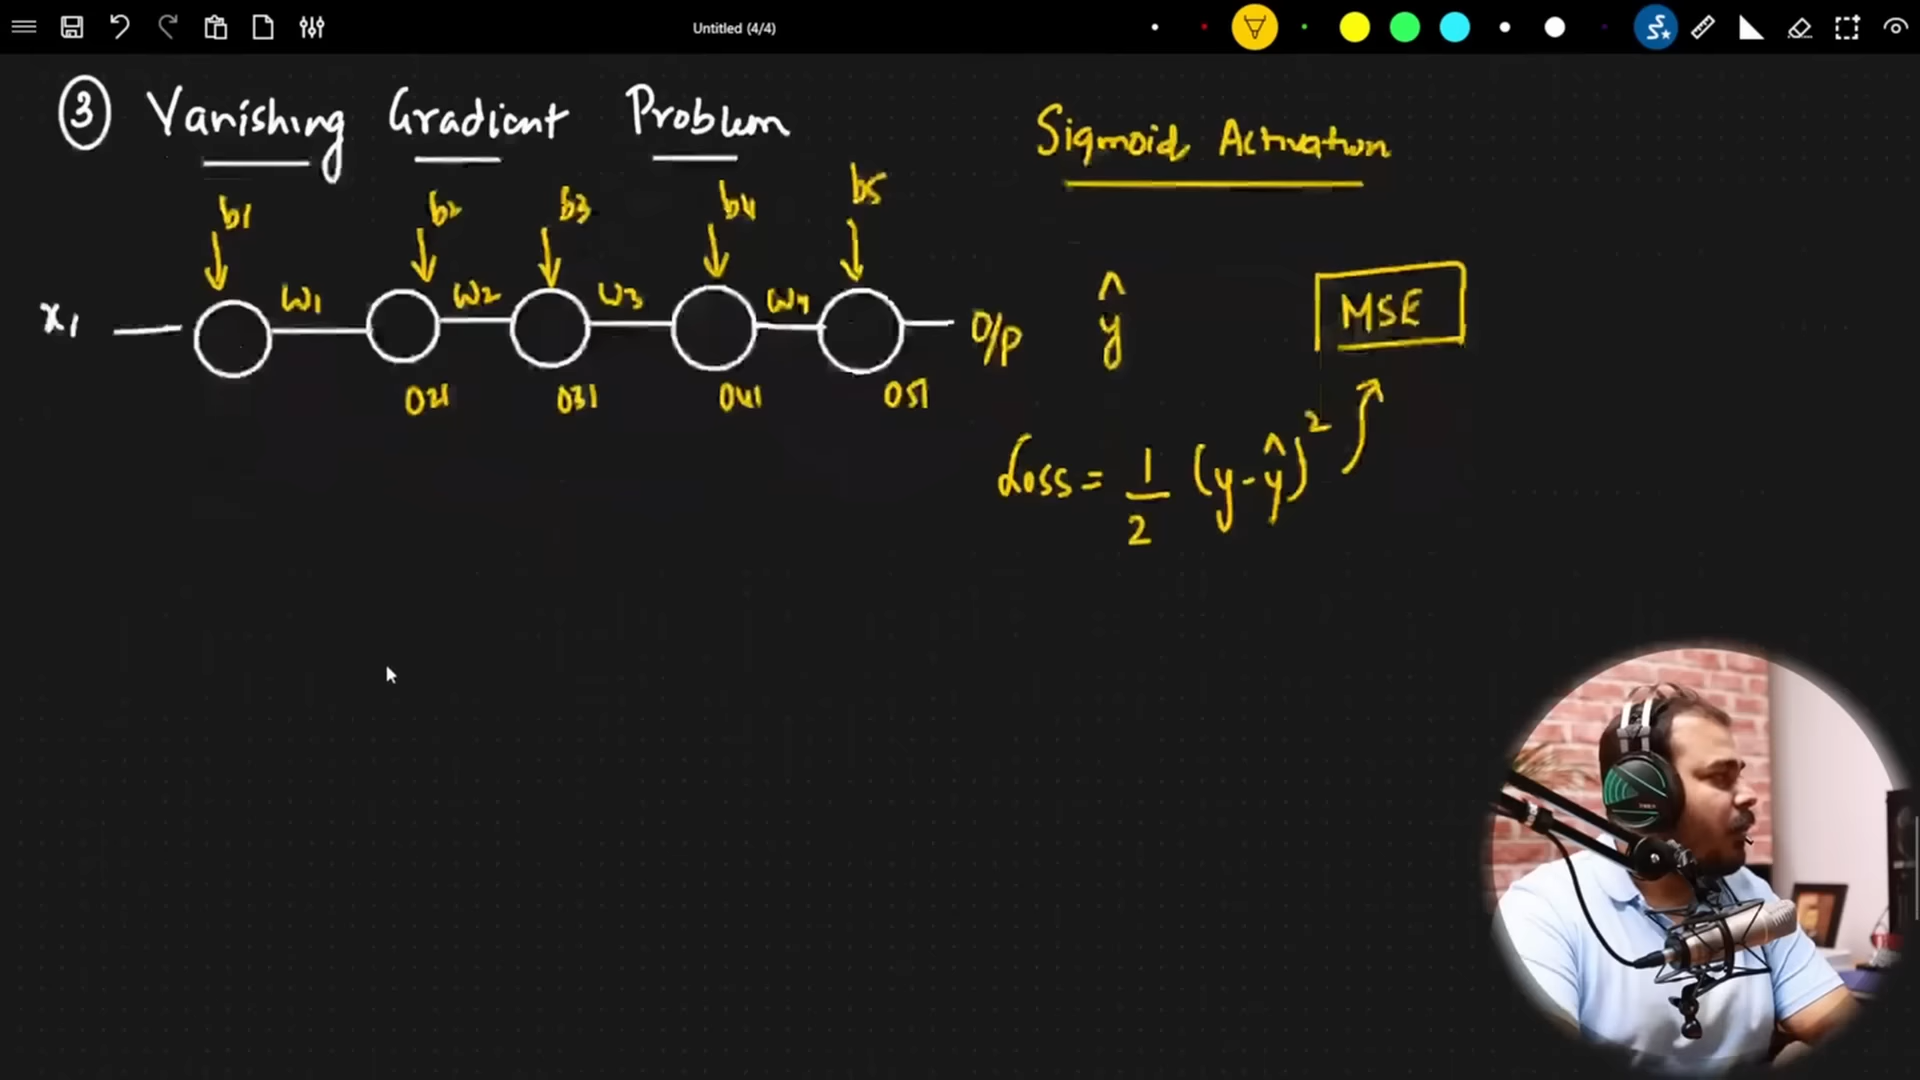 Untitled (4/4)
③ Vanishing Gradient Problem
Sigmoid Activation
b1 b2 b3 b4 b5
x1 w1 w2 w3 w4 O/p ŷ MSE
O21 O31 O41 O51
Loss = 1/2 (y-ŷ)²